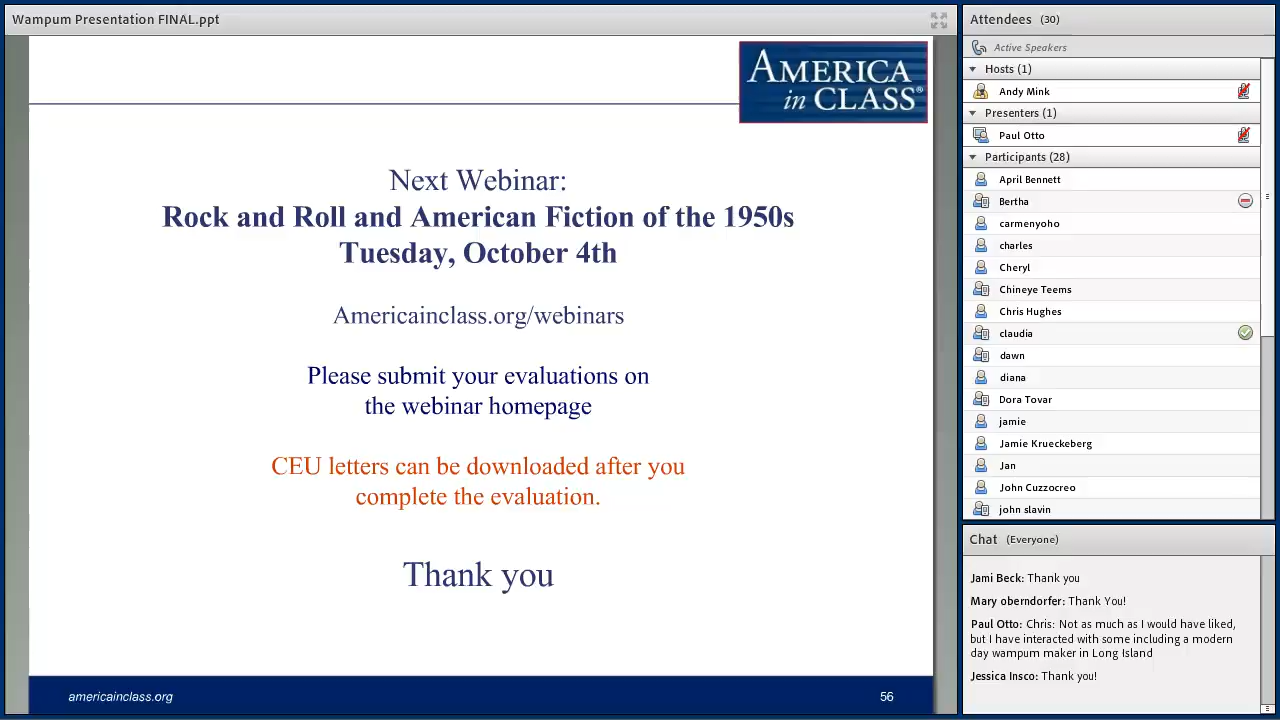 Wampum Presentation FINAL.ppt
AMERICA
in CLASS®
Next Webinar:
Rock and Roll and American Fiction of the 1950s
Tuesday, October 4th
Americainclass.org/webinars
Please submit your evaluations on
the webinar homepage
CEU letters can be downloaded after you
complete the evaluation.
Thank you
americainclass.org
56
Attendees (30)
Active Speakers
Hosts (1)
Andy Mink
Presenters (1)
Paul Otto
Participants (28)
April Bennett
Bertha
carmenyoho
charles
Cheryl
Chineye Teems
Chris Hughes
claudia
dawn
diana
Dora Tovar
jamie
Jamie Krueckeberg
Jan
John Cuzzocreo
john slavin
Chat (Everyone)
Jami Beck: Thank you
Mary oberndorfer: Thank You!
Paul Otto: Chris: Not as much as I would have liked,
but I have interacted with some including a modern
day wampum maker in Long Island
Jessica Insco: Thank you!